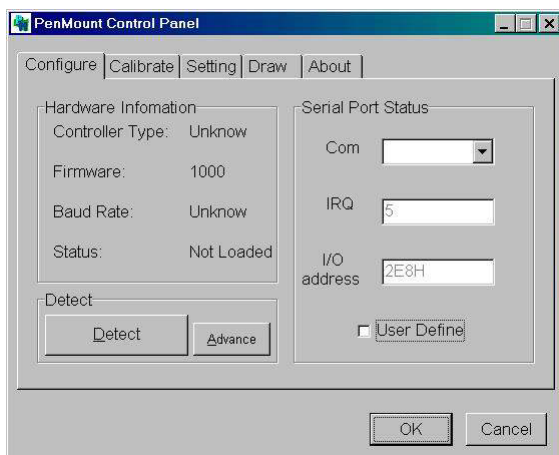 PenMount Control Panel
Configure Calibrate Setting Draw About
Hardware Infomation
Controller Type: Unknow
Firmware: 1000
Baud Rate: Unknow
Status: Not Loaded
Detect
Detect Advance
Serial Port Status
Com
IRQ 5
I/O address 2E8H
User Define
OK Cancel